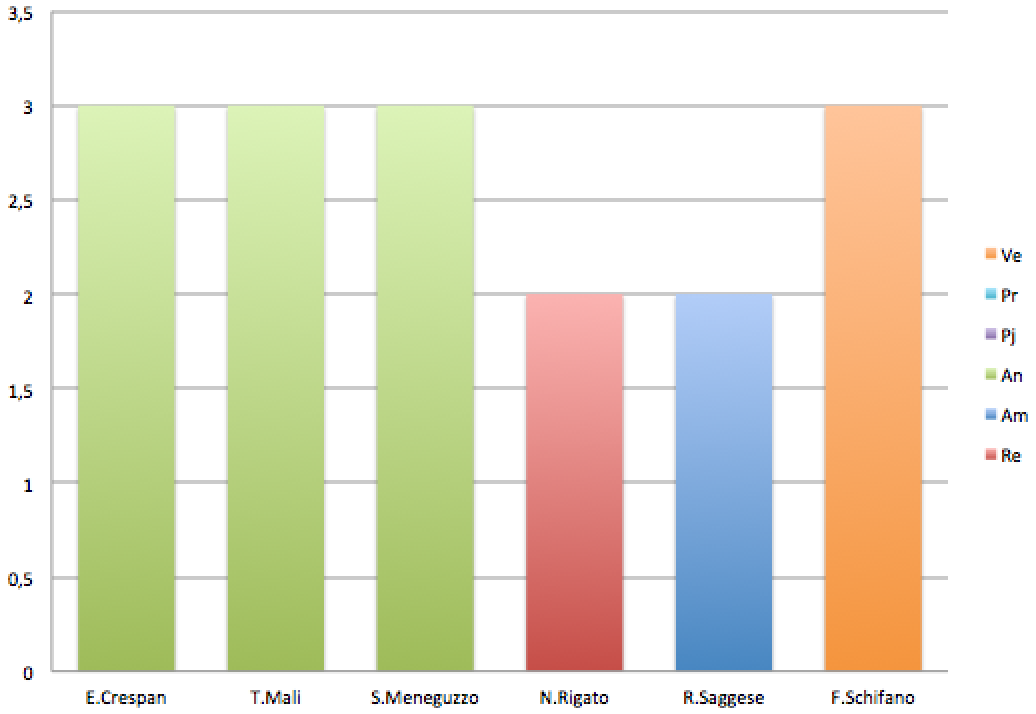 3,5
3
2,5
2
1,5
1
0,5
0
E.Crespan T.Mali S.Meneguzzo N.Rigato R.Saggese F.Schifano
Ve
Pr
Pj
An
Am
Re